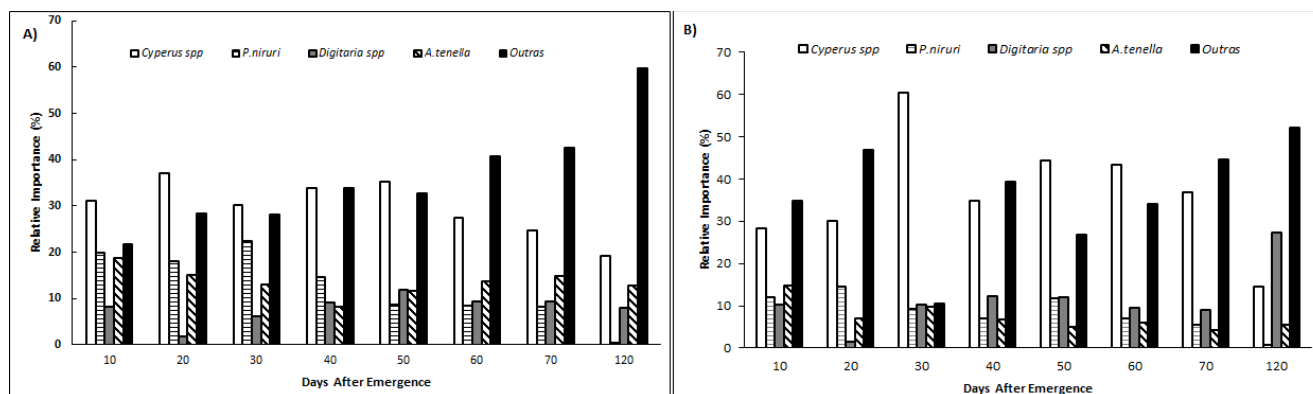 A)
Cyperus spp P.niruri Digitaria spp A.tenella Outras
70
60
50
40
30
20
10
0
Relative Importance (%)
10 20 30 40 50 60 70 120
Days After Emergence
B)
Cyperus spp P.niruri Digitaria spp A.tenella Outras
70
60
50
40
30
20
10
0
Relative Importance (%)
10 20 30 40 50 60 70 120
Days After Emergence